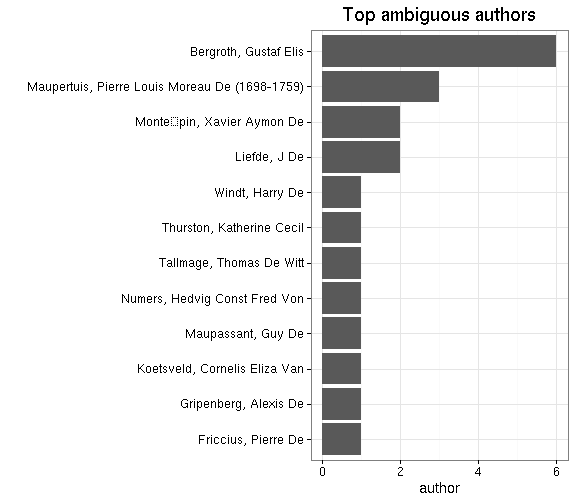 Top ambiguous authors
Bergroth, Gustaf Elis
Maupertuis, Pierre Louis Moreau De (1698-1759)
Monte▯pin, Xavier Aymon De
Liefde, J De
Windt, Harry De
Thurston, Katherine Cecil
Tallmage, Thomas De Witt
Numers, Hedvig Const Fred Von
Maupassant, Guy De
Koetsveld, Cornelis Eliza Van
Gripenberg, Alexis De
Friccius, Pierre De
0 2 4 6
author